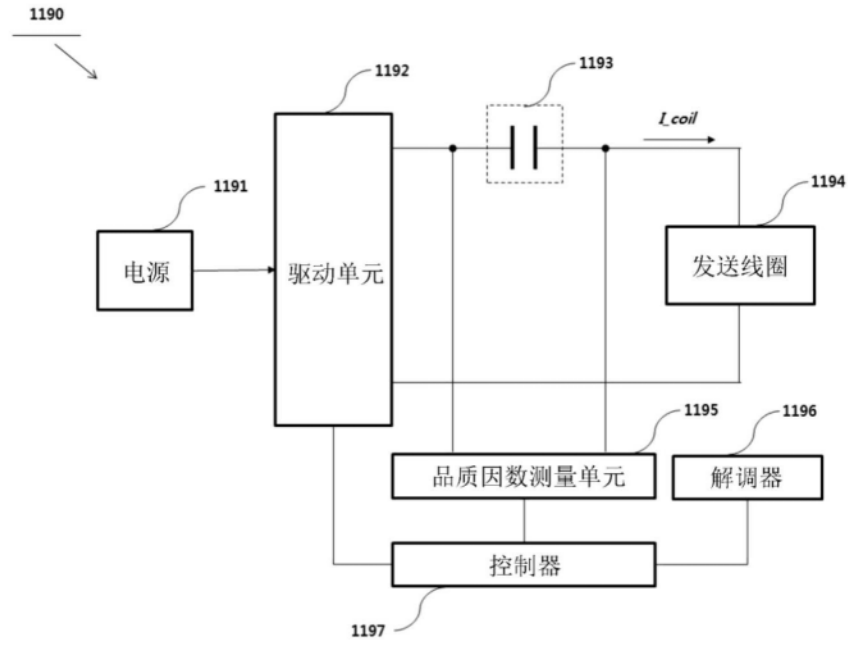 1190
1192
1193
I_coil
1191
1194
电源
驱动单元
发送线圈
1195
1196
品质因数测量单元
解调器
控制器
1197